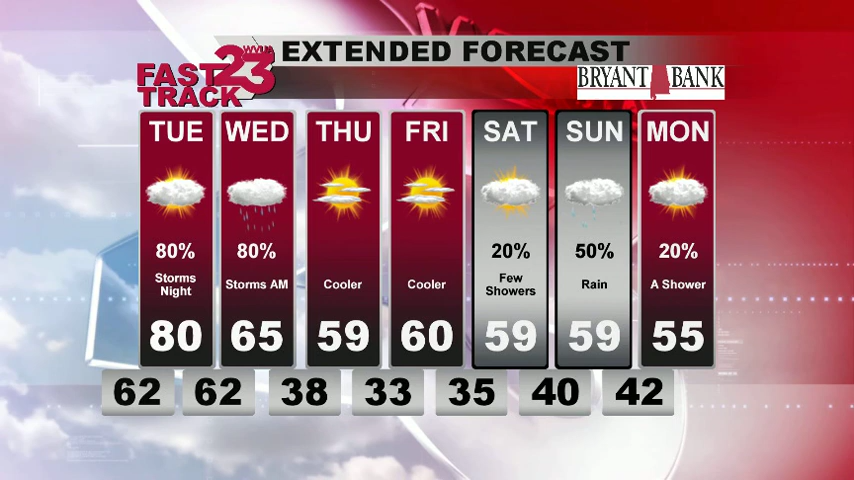 WVUA
23
EXTENDED FORECAST
FAST
TRACK
BRYANT BANK
TUE WED THU FRI SAT SUN MON
80% 80% 20% 50% 20%
Storms
Night
Storms AM
Cooler
Cooler
Few
Showers
Rain
A Shower
80 65 59 60 59 59 55
62 62 38 33 35 40 42